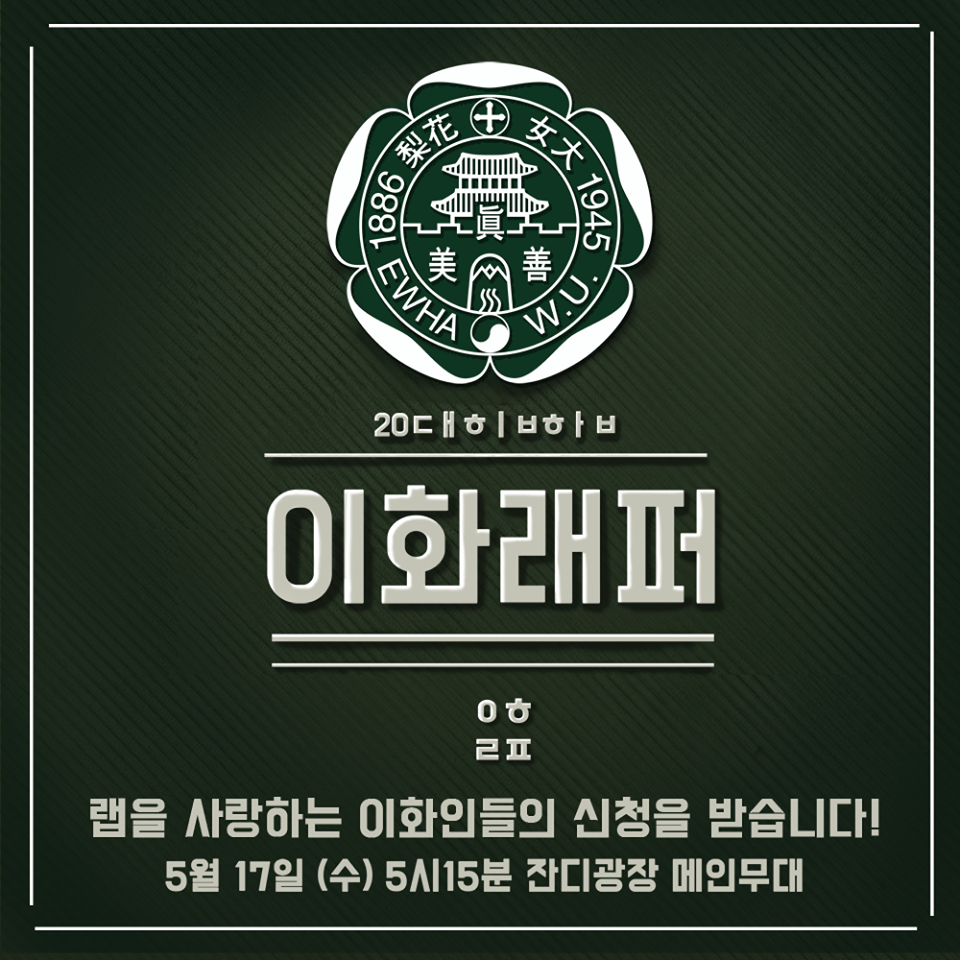 梨花 女大
1886 1945
眞
美 善
EWHA W.U.
20ㄷㅐㅎㅣㅂㅎㅏㅂ
이화래퍼
ㅇㅎ
ㄹㅍ
랩을 사랑하는 이화인들의 신청을 받습니다!
5월 17일 (수) 5시15분 잔디광장 메인무대